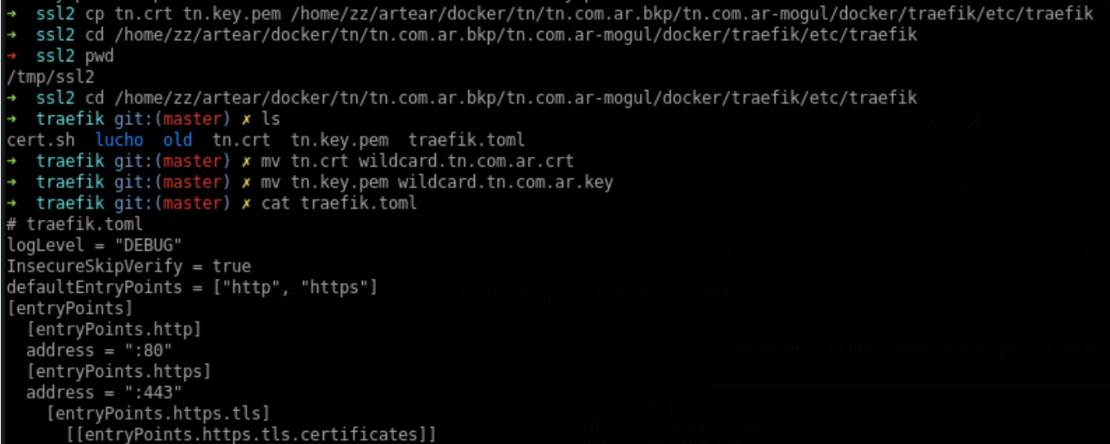 ➜ ssl2 cp tn.crt tn.key.pem /home/zz/artear/docker/tn/tn.com.ar.bkp/tn.com.ar-mogul/docker/traefik/etc/traefik
➜ ssl2 cd /home/zz/artear/docker/tn/tn.com.ar.bkp/tn.com.ar-mogul/docker/traefik/etc/traefik
➜ ssl2 pwd
/tmp/ssl2
➜ ssl2 cd /home/zz/artear/docker/tn/tn.com.ar.bkp/tn.com.ar-mogul/docker/traefik/etc/traefik
➜ traefik git:(master) ✗ ls
cert.sh lucho old tn.crt tn.key.pem traefik.toml
➜ traefik git:(master) ✗ mv tn.crt wildcard.tn.com.ar.crt
➜ traefik git:(master) ✗ mv tn.key.pem wildcard.tn.com.ar.key
➜ traefik git:(master) ✗ cat traefik.toml
# traefik.toml
logLevel = "DEBUG"
InsecureSkipVerify = true
defaultEntryPoints = ["http", "https"]
[entryPoints]
[entryPoints.http]
address = ":80"
[entryPoints.https]
address = ":443"
[entryPoints.https.tls]
[[entryPoints.https.tls.certificates]]
Tools Project Preferences Help